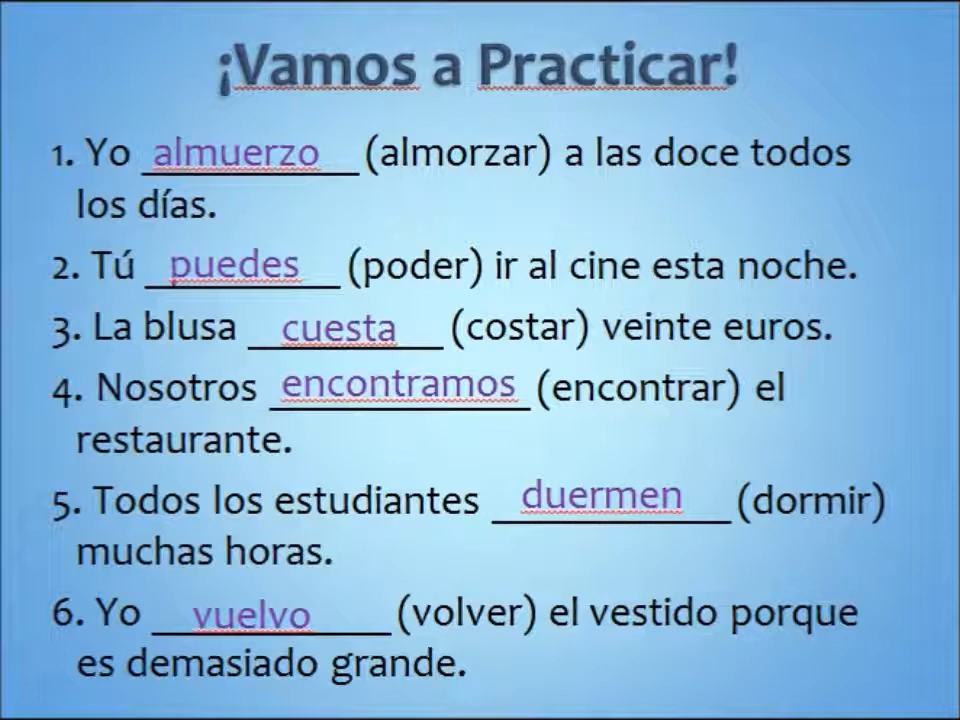 ¡Vamos a Practicar!
1. Yo almuerzo (almorzar) a las doce todos
los días.
2. Tú puedes (poder) ir al cine esta noche.
3. La blusa cuesta (costar) veinte euros.
4. Nosotros encontramos (encontrar) el
restaurante.
5. Todos los estudiantes duermen (dormir)
muchas horas.
6. Yo vuelvo (volver) el vestido porque
es demasiado grande.